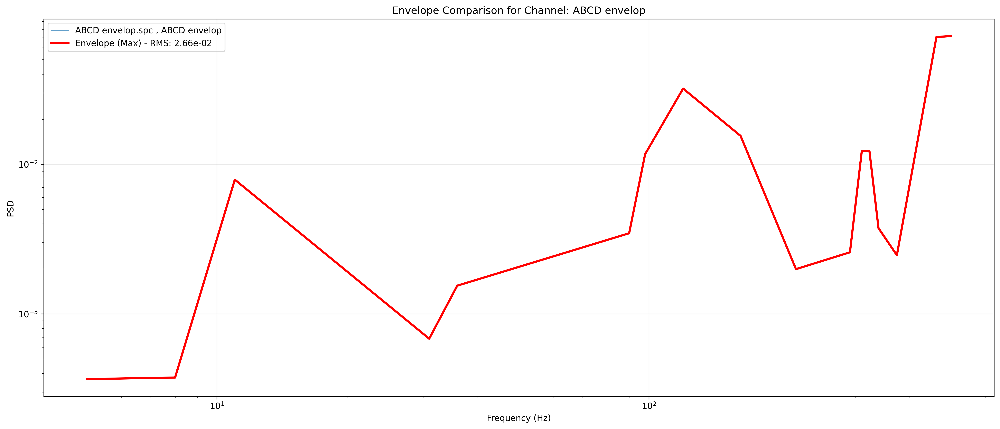 Envelope Comparison for Channel: ABCD envelop
ABCD envelop.spc , ABCD envelop
Envelope (Max) - RMS: 2.66e-02
PSD
10⁻²
10⁻³
10¹
10²
Frequency (Hz)